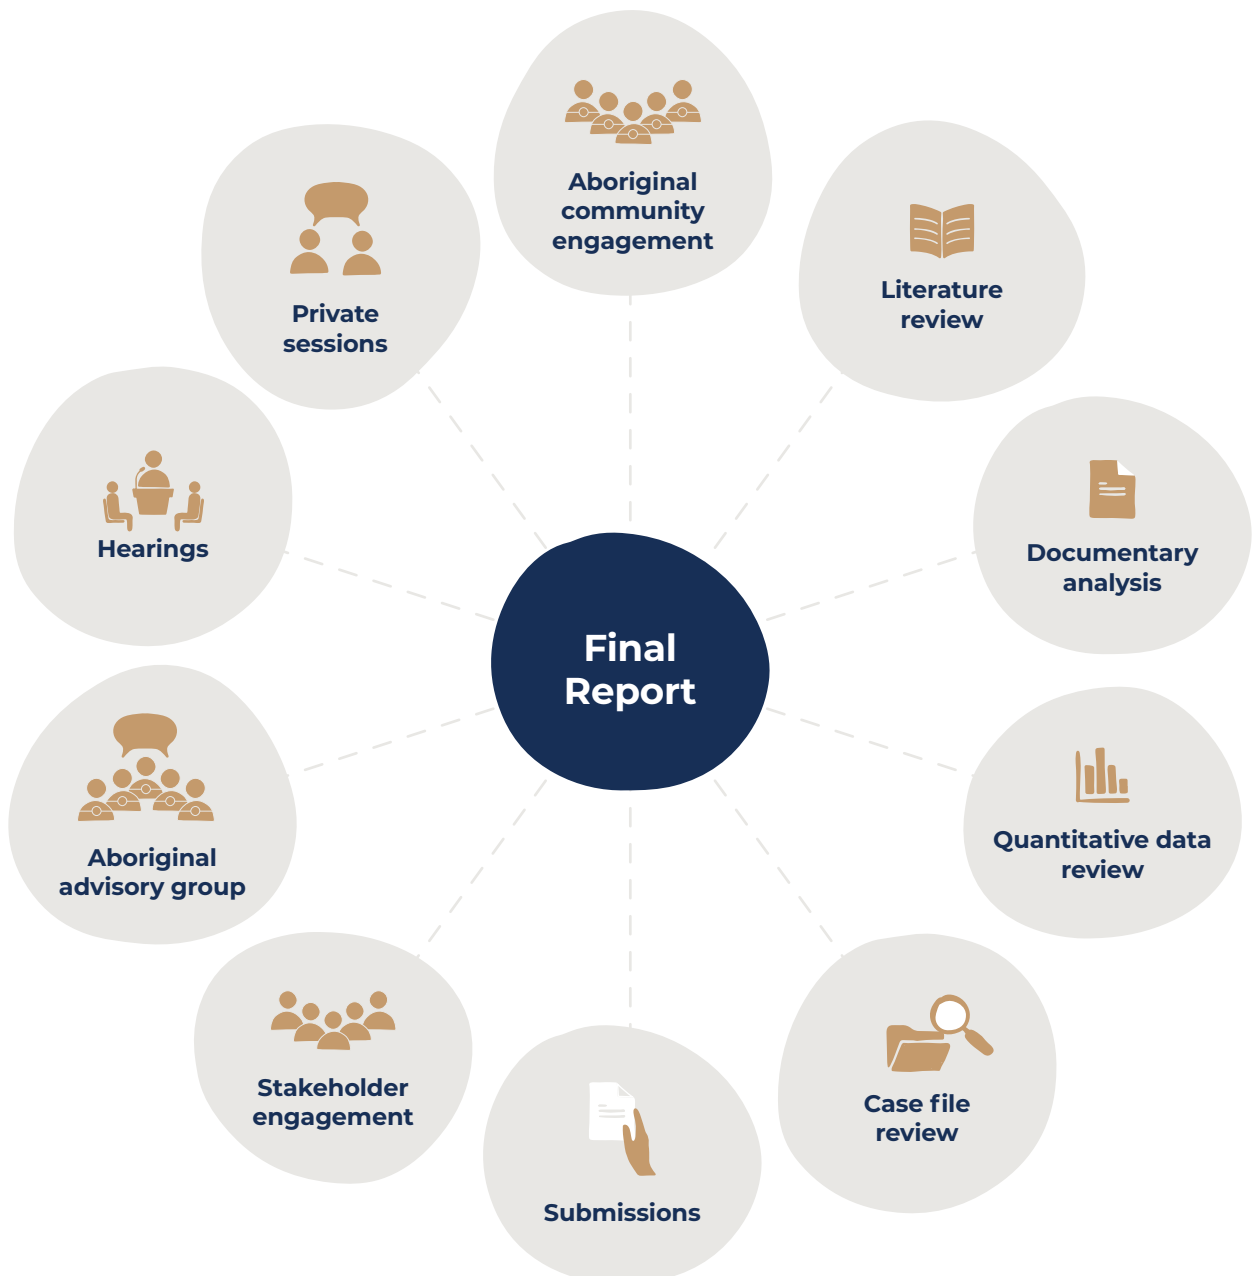 Aboriginal
community
engagement
Literature
review
Documentary
analysis
Quantitative data
review
Case file
review
Submissions
Stakeholder
engagement
Aboriginal
advisory group
Hearings
Private
sessions
Final
Report